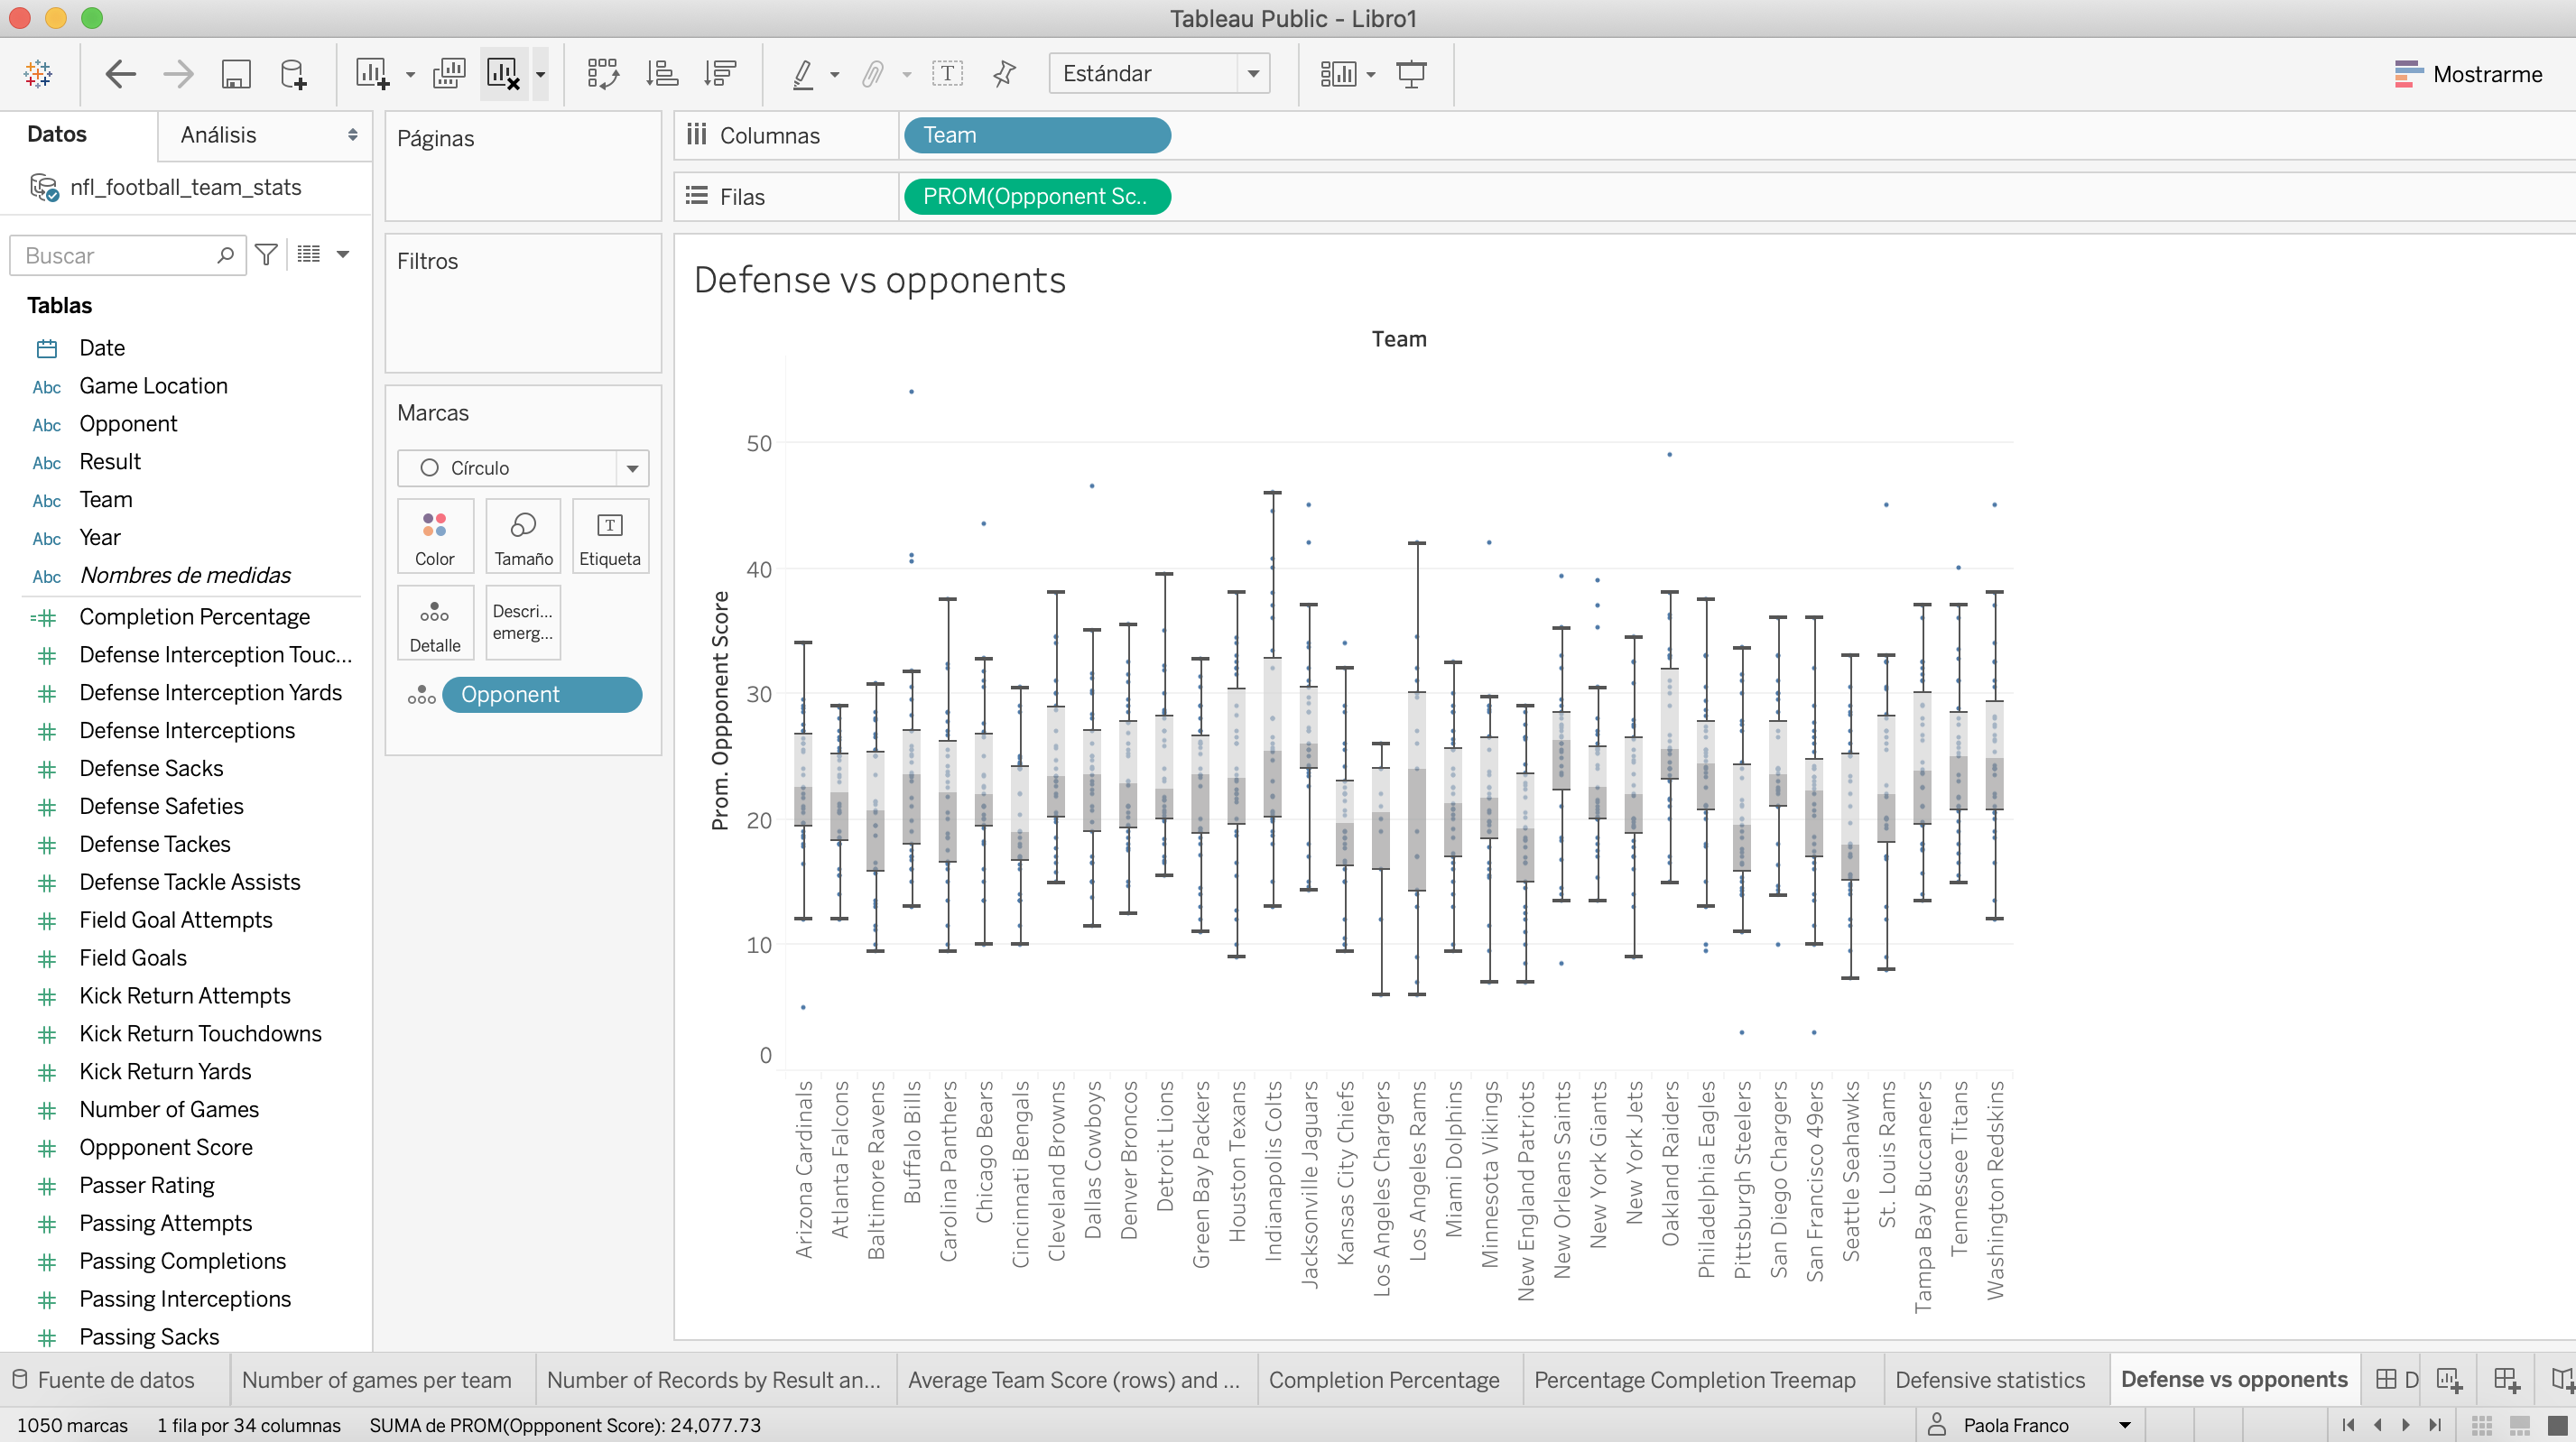 Tableau Public - Libro1
Estándar
Mostrarme
Datos
Análisis
nfl_football_team_stats
Buscar
Tablas
Date
Abc Game Location
Abc Opponent
Abc Result
Abc Team
Abc Year
Abc Nombres de medidas
Completion Percentage
Defense Interception Touc...
Defense Interception Yards
Defense Interceptions
Defense Sacks
Defense Safeties
Defense Tackes
Defense Tackle Assists
Field Goal Attempts
Field Goals
Kick Return Attempts
Kick Return Touchdowns
Kick Return Yards
Number of Games
Oppponent Score
Passer Rating
Passing Attempts
Passing Completions
Passing Interceptions
Passing Sacks
Páginas
Filtros
Marcas
Círculo
Color
Tamaño
Etiqueta
Detalle
Descri...
emerg...
Opponent
Columnas
Team
Filas
PROM(Oppponent Sc..
Defense vs opponents
Team
Prom. Oppponent Score
50
40
30
20
10
0
Arizona Cardinals
Atlanta Falcons
Baltimore Ravens
Buffalo Bills
Carolina Panthers
Chicago Bears
Cincinnati Bengals
Cleveland Browns
Dallas Cowboys
Denver Broncos
Detroit Lions
Green Bay Packers
Houston Texans
Indianapolis Colts
Jacksonville Jaguars
Kansas City Chiefs
Los Angeles Chargers
Los Angeles Rams
Miami Dolphins
Minnesota Vikings
New England Patriots
New Orleans Saints
New York Giants
New York Jets
Oakland Raiders
Philadelphia Eagles
Pittsburgh Steelers
San Diego Chargers
San Francisco 49ers
Seattle Seahawks
St. Louis Rams
Tampa Bay Buccaneers
Tennessee Titans
Washington Redskins
Fuente de datos
Number of games per team
Number of Records by Result an...
Average Team Score (rows) and ...
Completion Percentage
Percentage Completion Treemap
Defensive statistics
Defense vs opponents
D
1050 marcas
1 fila por 34 columnas
SUMA de PROM(Oppponent Score): 24,077.73
Paola Franco